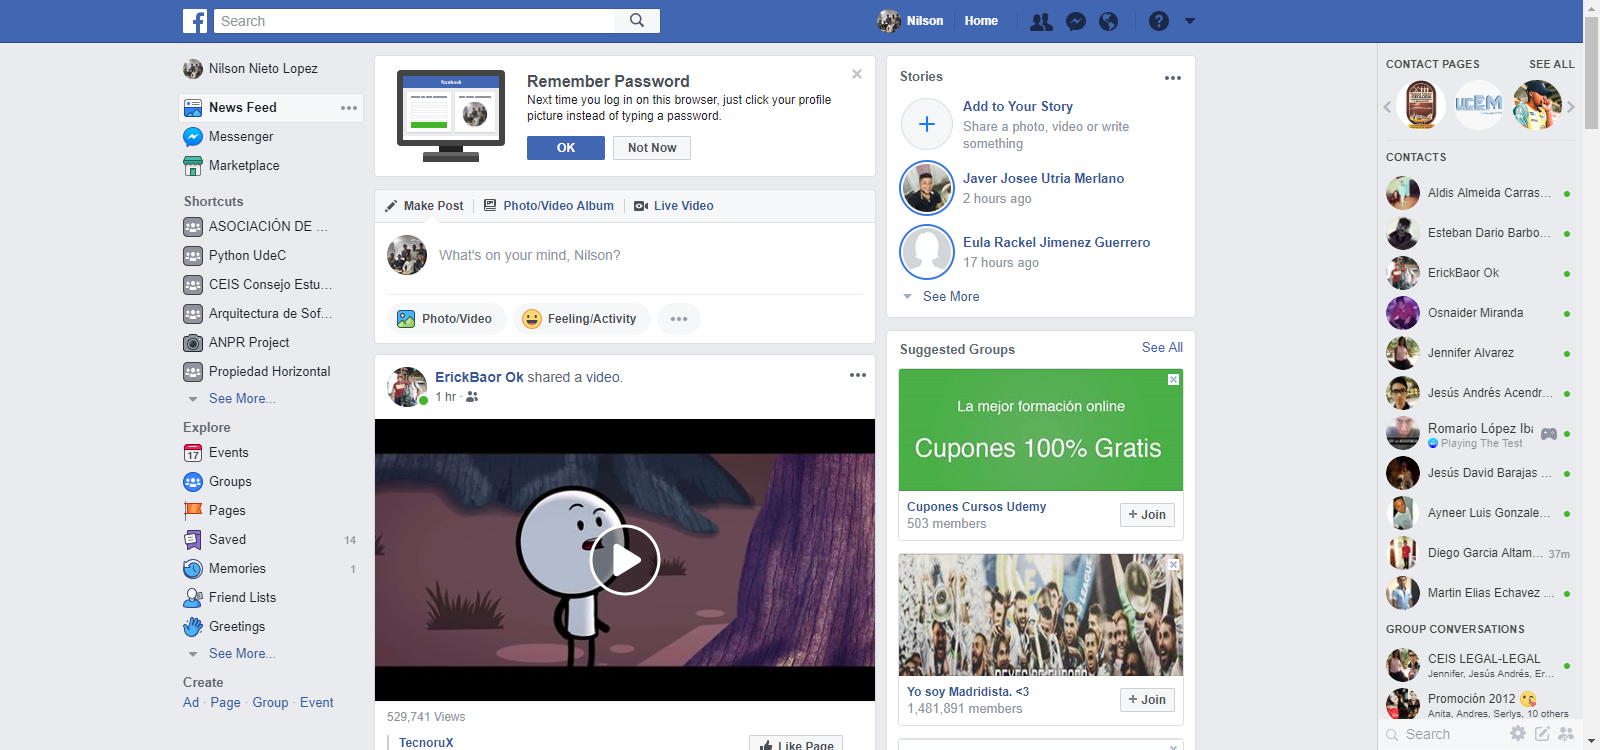 Search
Nilson
Home
Nilson Nieto Lopez
News Feed
Messenger
Marketplace
Shortcuts
ASOCIACIÓN DE ...
Python UdeC
CEIS Consejo Estu...
Arquitectura de Sof...
ANPR Project
Propiedad Horizontal
See More...
Explore
17
Events
Groups
Pages
Saved 14
Memories 1
Friend Lists
Greetings
See More...
Create
Ad · Page · Group · Event
facebook
Remember Password
Next time you log in on this browser, just click your profile
picture instead of typing a password.
OK
Not Now
Make Post
Photo/Video Album
Live Video
What's on your mind, Nilson?
Photo/Video
Feeling/Activity
ErickBaor Ok shared a video.
1 hr ·
529,741 Views
TecnoruX
Like Page
Stories
Add to Your Story
Share a photo, video or write
something
Javer Josee Utria Merlano
2 hours ago
Eula Rackel Jimenez Guerrero
17 hours ago
See More
Suggested Groups
See All
La mejor formación online
Cupones 100% Gratis
Cupones Cursos Udemy
503 members
+ Join
Yo soy Madridista. <3
1,481,891 members
+ Join
CONTACT PAGES
SEE ALL
UCEM
CONTACTS
Aldis Almeida Carras...
Esteban Dario Barbo...
ErickBaor Ok
Osnaider Miranda
Jennifer Alvarez
Jesús Andrés Acendr...
Romario López Iba
Playing The Test
Jesús David Barajas ...
Ayneer Luis Gonzale...
Diego Garcia Altam... 37m
Martin Elias Echavez ...
GROUP CONVERSATIONS
CEIS LEGAL-LEGAL
Jennifer, Jesús Andrés, Er...
Promoción 2012 😘
Anita, Andres, Serlys, 10 others
Search